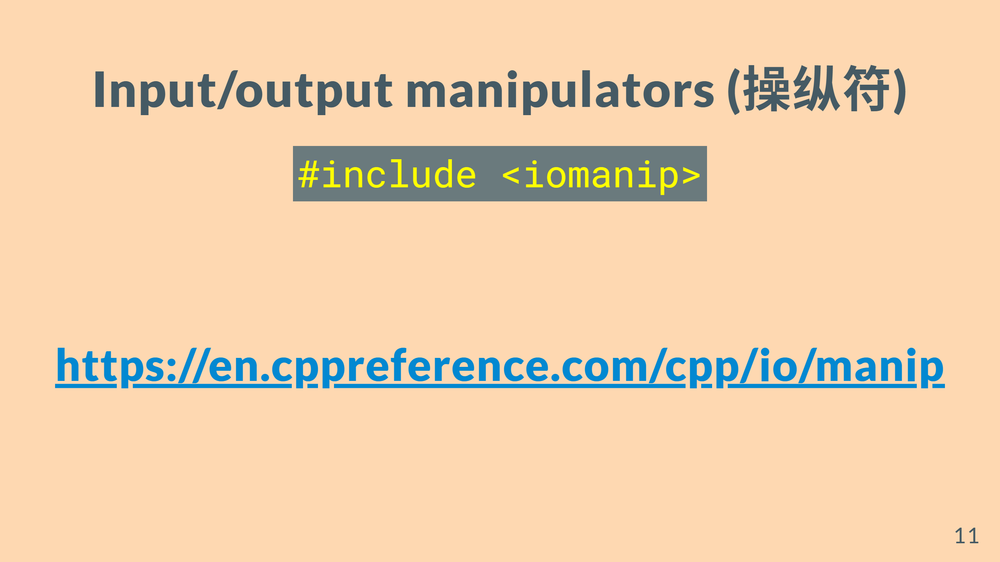 Input/output manipulators (操纵符)
#include <iomanip>
https://en.cppreference.com/cpp/io/manip
11